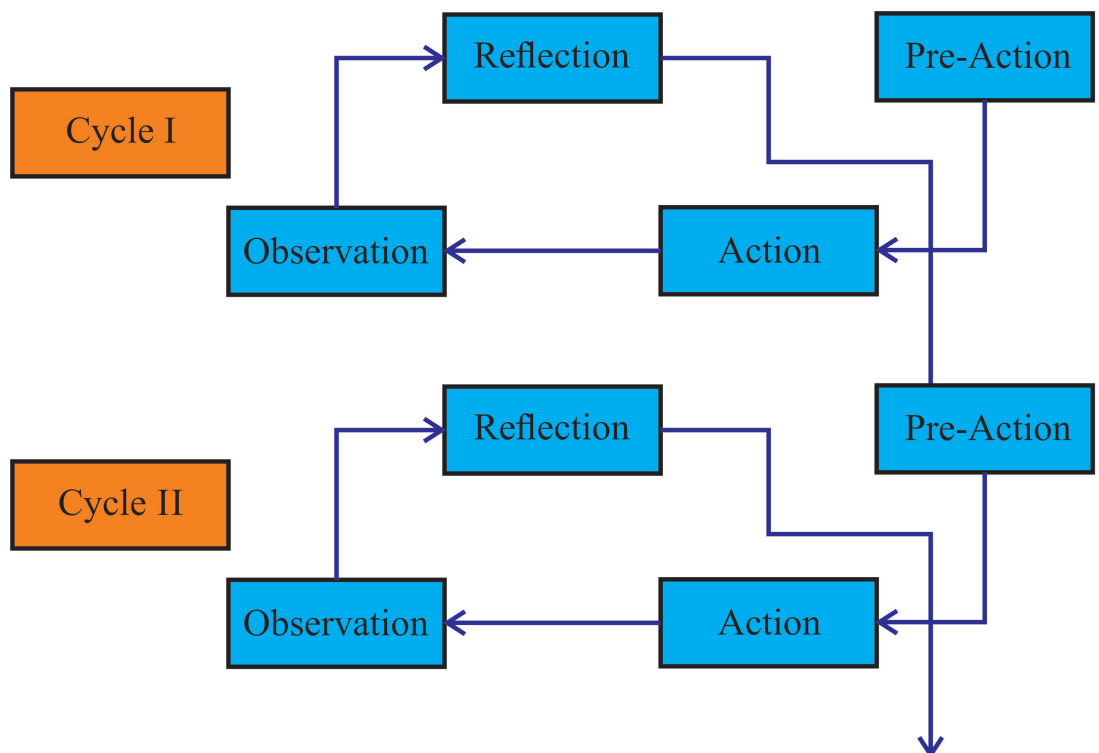 Reflection
Pre-Action
Cycle I
Observation
Action
Reflection
Pre-Action
Cycle II
Observation
Action